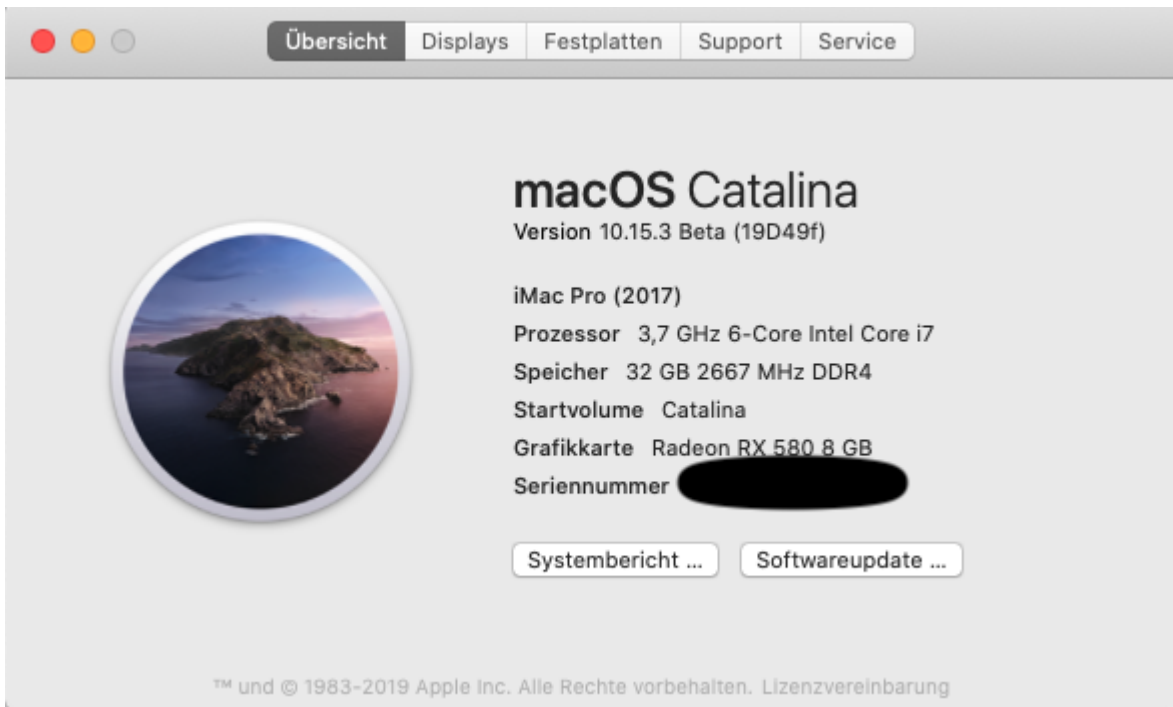 Übersicht Displays Festplatten Support Service
macOS Catalina
Version 10.15.3 Beta (19D49f)
iMac Pro (2017)
Prozessor 3,7 GHz 6-Core Intel Core i7
Speicher 32 GB 2667 MHz DDR4
Startvolume Catalina
Grafikkarte Radeon RX 580 8 GB
Seriennummer
Systembericht ... Softwareupdate ...
™ und © 1983-2019 Apple Inc. Alle Rechte vorbehalten. Lizenzvereinbarung